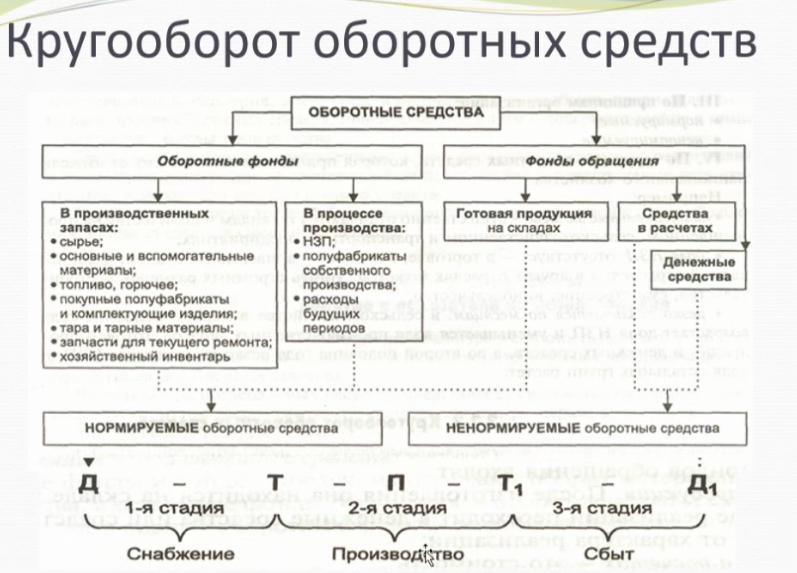 Кругооборот оборотных средств
ОБОРОТНЫЕ СРЕДСТВА
Оборотные фонды
Фонды обращения
В производственных
запасах:
• сырье;
• основные и вспомогательные
материалы;
• топливо, горючее;
• покупные полуфабрикаты
и комплектующие изделия;
• тара и тарные материалы;
• запчасти для текущего ремонта;
• хозяйственный инвентарь
В процессе
производства:
• НЗП;
• полуфабрикаты
собственного
производства;
• расходы
будущих
периодов
Готовая продукция
на складах
Средства
в расчетах
Денежные
средства
НОРМИРУЕМЫЕ оборотные средства
НЕНОРМИРУЕМЫЕ оборотные средства
Д – Т – П – Т1 – Д1
1-я стадия 2-я стадия 3-я стадия
Снабжение Производство Сбыт